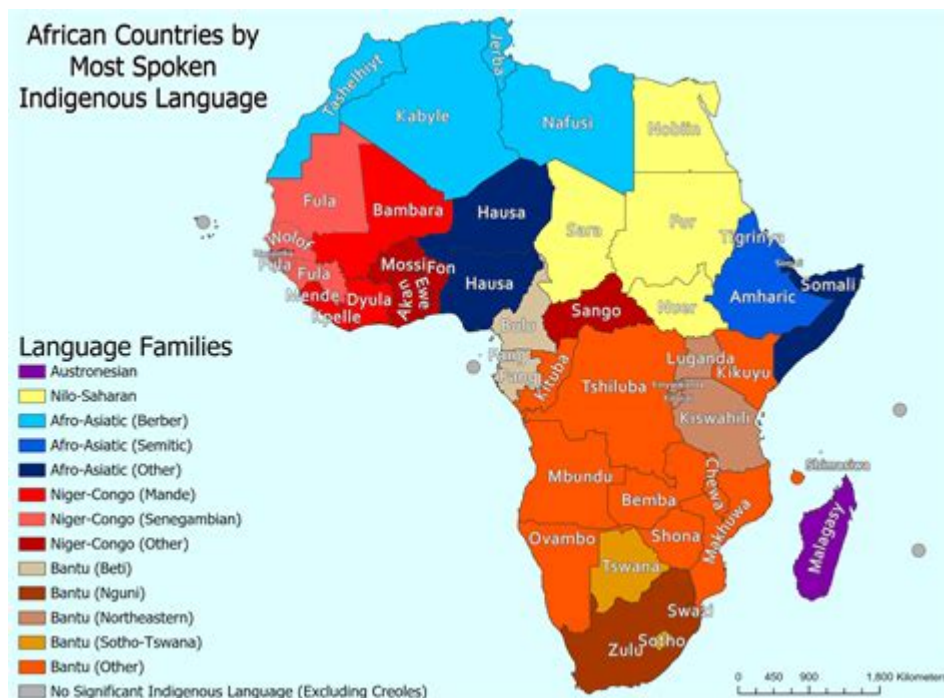 African Countries by
Most Spoken
Indigenous Language
Tashelhiyt
Jerba
Kabyle
Nafusi
Nobiin
Fula
Bambara
Hausa
Sara
Fur
Tigrinya
Wolof
Fula
Fula
Mossi
Fon
Hausa
Amharic
Somali
Mende
Kpelle
Dyula
Akan
Ewe
Sango
Nuer
Bulu
Fang
Fang
Kituba
Tshiluba
Luganda
Kikuyu
Kiswahili
Mbundu
Bemba
Chewa
Makhuwa
Shimasiwa
Malagasy
Ovambo
Shona
Tswana
Swazi
Zulu
Sotho
Language Families
Austronesian
Nilo-Saharan
Afro-Asiatic (Berber)
Afro-Asiatic (Semitic)
Afro-Asiatic (Other)
Niger-Congo (Mande)
Niger-Congo (Senegambian)
Niger-Congo (Other)
Bantu (Beti)
Bantu (Nguni)
Bantu (Northeastern)
Bantu (Sotho-Tswana)
Bantu (Other)
No Significant Indigenous Language (Excluding Creoles)
0 450 900 1,800 Kilometers